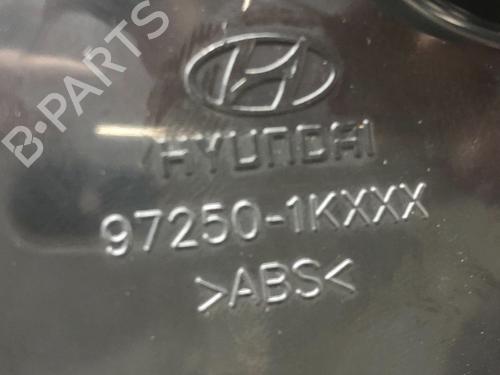 B-PARTS
HYUNDAI
97250-1KXXX
>ABS<